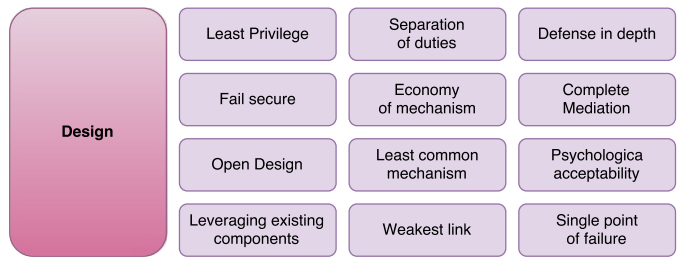 Design
Least Privilege
Separation
of duties
Defense in depth
Fail secure
Economy
of mechanism
Complete
Mediation
Open Design
Least common
mechanism
Psychologica
acceptability
Leveraging existing
components
Weakest link
Single point
of failure